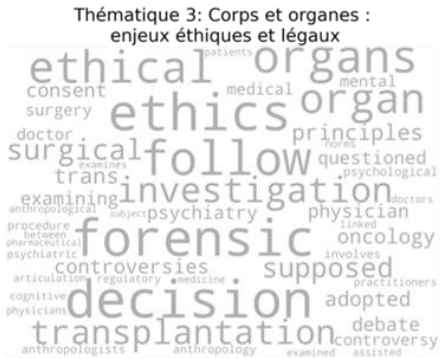 Thématique 3: Corps et organes :
enjeux éthiques et légaux
ethical patients organs
consent medical mental
surgery ethics organ
doctor principles
norms
surgical follow questioned
examines psychological
trans investigation
examining doctors
anthropological subject psychiatry physician
procedure forensic linked
between oncology
pharmaceutical
psychiatric involves
controversies supposed
articulation regulatory medicine practitioners
cognitive decision adopted
physicians
transplantation debate
controversy
anthropologists anthropology examined assisted